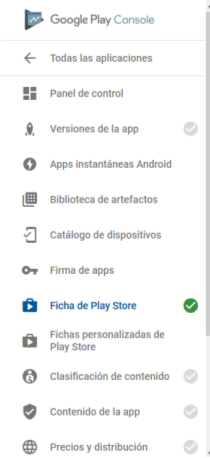 Google Play Console
Todas las aplicaciones
Panel de control
Versiones de la app
Apps instantáneas Android
Biblioteca de artefactos
Catálogo de dispositivos
Firma de apps
Ficha de Play Store
Fichas personalizadas de
Play Store
Clasificación de contenido
Contenido de la app
Precios y distribución